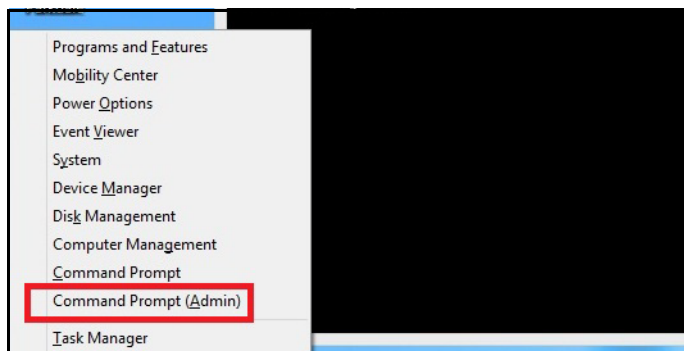 Programs and Features
Mobility Center
Power Options
Event Viewer
System
Device Manager
Disk Management
Computer Management
Command Prompt
Command Prompt (Admin)
Task Manager